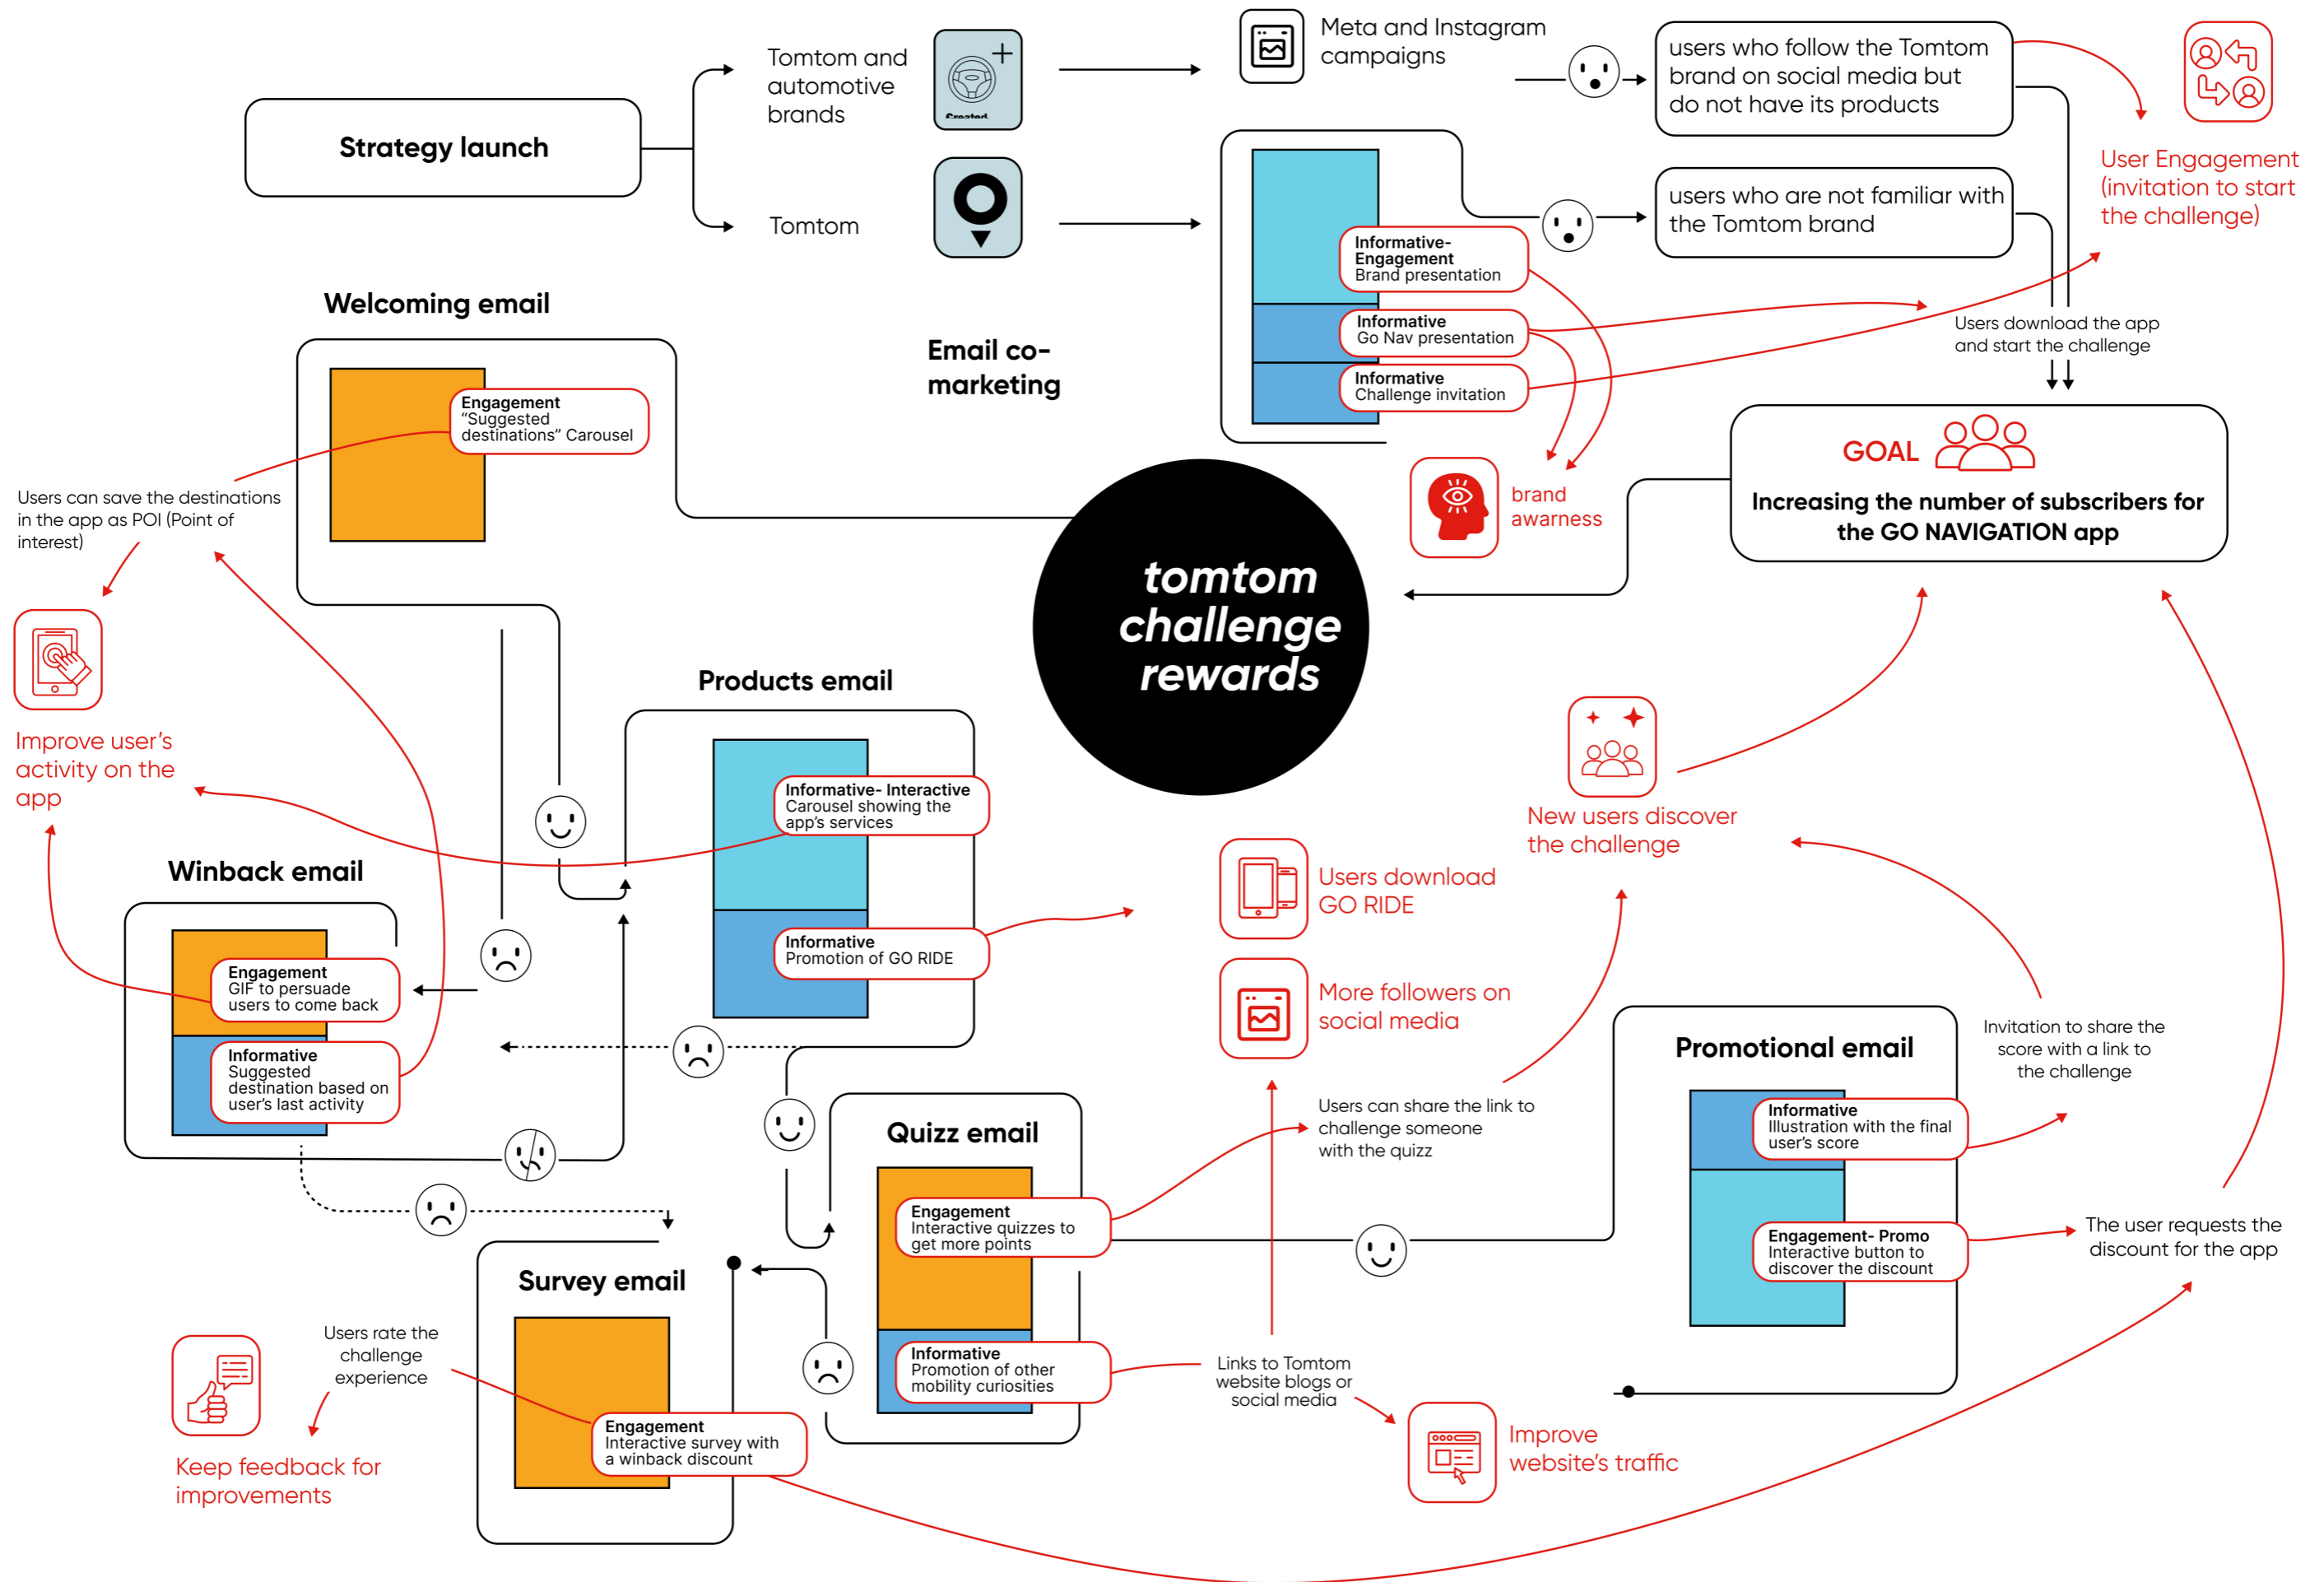 Strategy launch
Tomtom and
automotive
brands
Created
Tomtom
Meta and Instagram
campaigns
users who follow the Tomtom
brand on social media but
do not have its products
users who are not familiar with
the Tomtom brand
User Engagement
(invitation to start
the challenge)
Informative-
Engagement
Brand presentation
Informative
Go Nav presentation
Informative
Challenge invitation
Email co-
marketing
Users download the app
and start the challenge
GOAL
Increasing the number of subscribers for
the GO NAVIGATION app
brand
awarness
tomtom
challenge
rewards
Welcoming email
Engagement
“Suggested
destinations” Carousel
Users can save the destinations
in the app as POI (Point of
interest)
Improve user’s
activity on the
app
Products email
Informative- Interactive
Carousel showing the
app’s services
Informative
Promotion of GO RIDE
Winback email
Engagement
GIF to persuade
users to come back
Informative
Suggested
destination based on
user’s last activity
Users download
GO RIDE
More followers on
social media
New users discover
the challenge
Quizz email
Engagement
Interactive quizzes to
get more points
Informative
Promotion of other
mobility curiosities
Users can share the link to
challenge someone
with the quizz
Links to Tomtom
website blogs or
social media
Improve
website’s traffic
Promotional email
Informative
Illustration with the final
user’s score
Engagement- Promo
Interactive button to
discover the discount
Invitation to share the
score with a link to
the challenge
The user requests the
discount for the app
Survey email
Engagement
Interactive survey with
a winback discount
Users rate the
challenge
experience
Keep feedback for
improvements